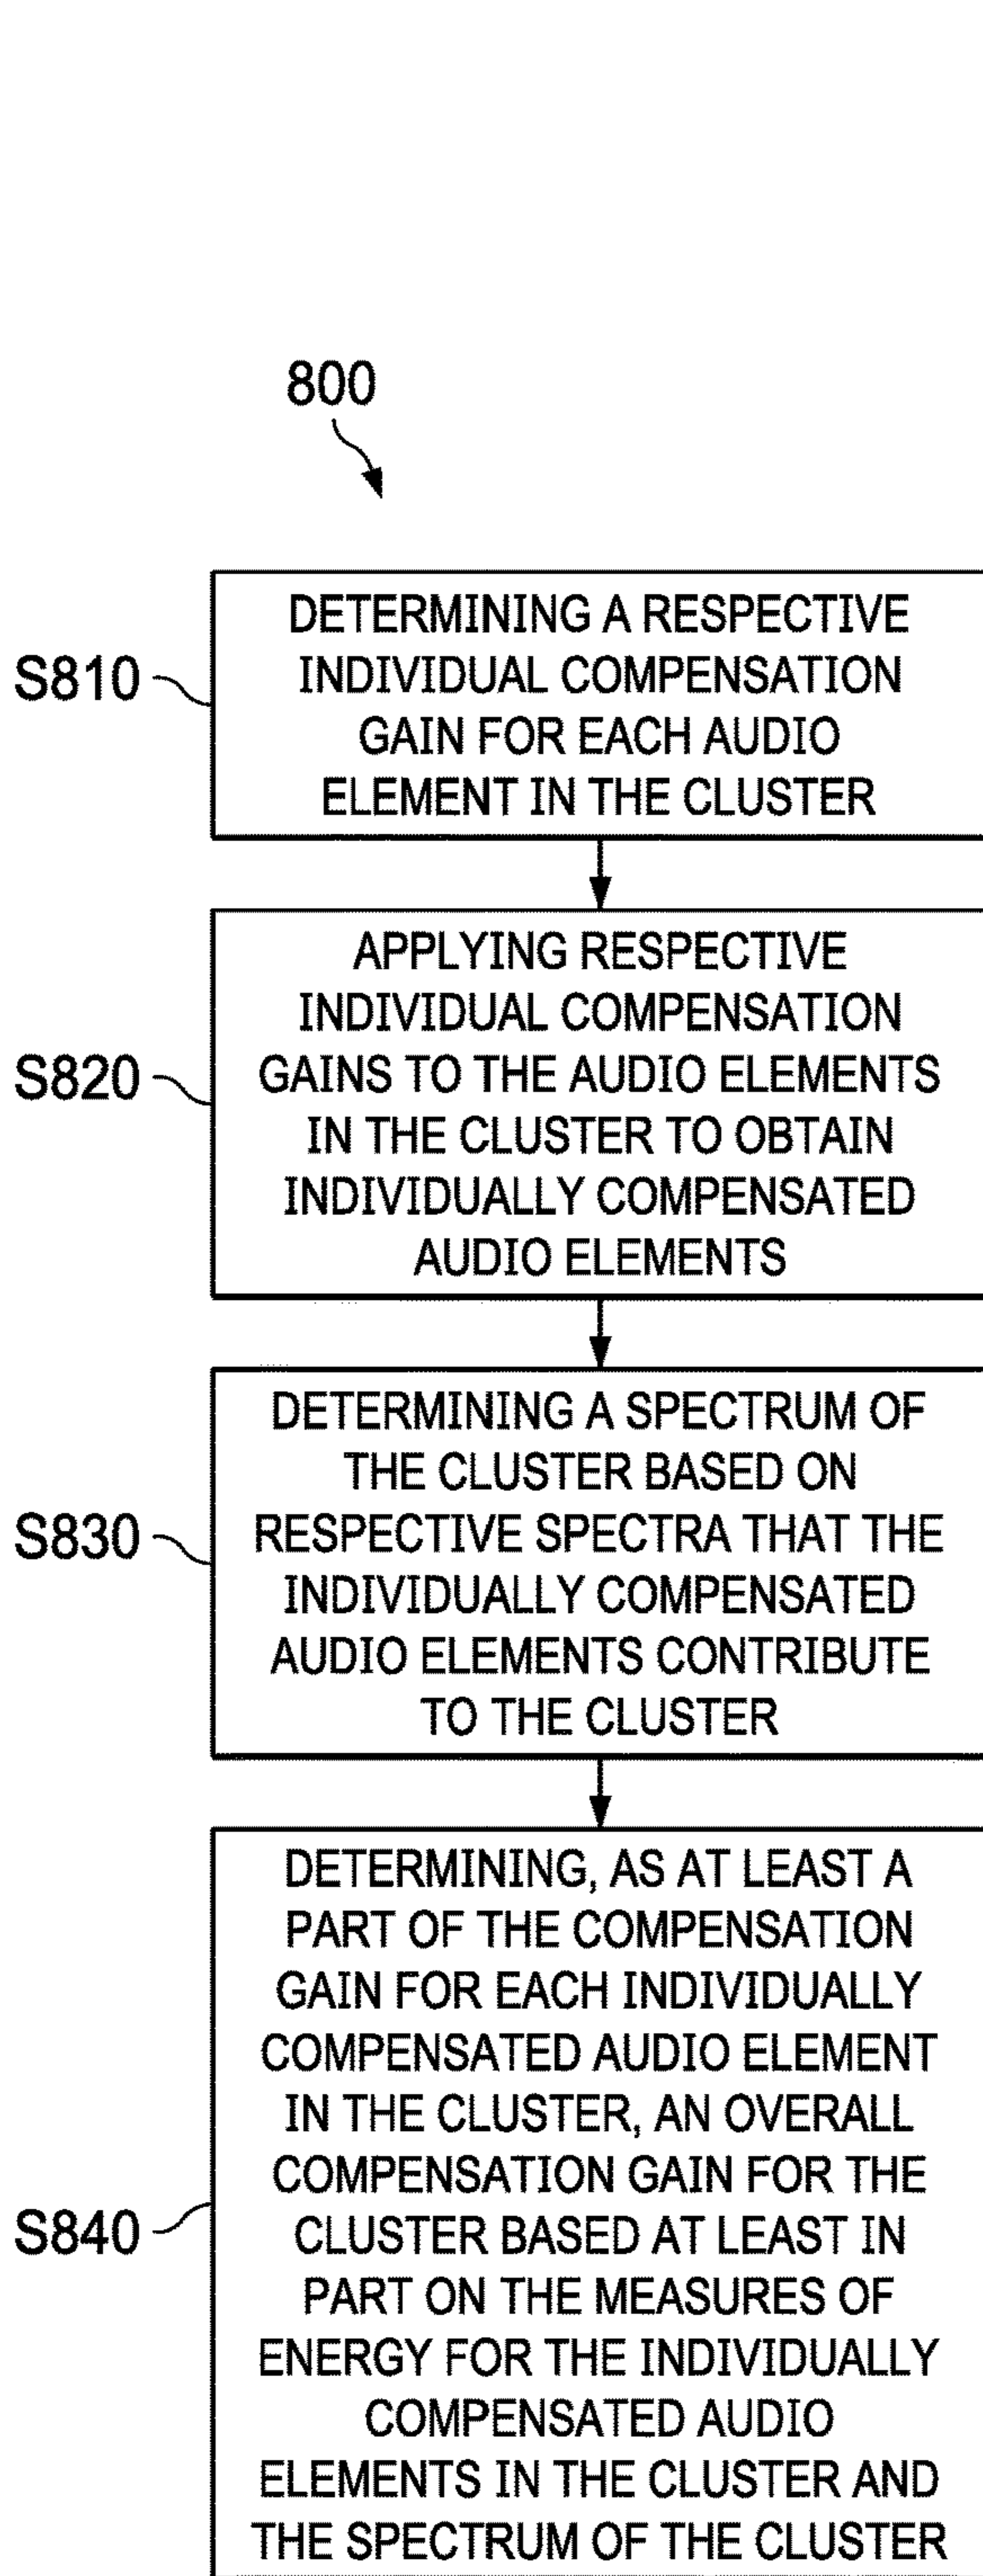 800
S810
DETERMINING A RESPECTIVE
INDIVIDUAL COMPENSATION
GAIN FOR EACH AUDIO
ELEMENT IN THE CLUSTER
S820
APPLYING RESPECTIVE
INDIVIDUAL COMPENSATION
GAINS TO THE AUDIO ELEMENTS
IN THE CLUSTER TO OBTAIN
INDIVIDUALLY COMPENSATED
AUDIO ELEMENTS
S830
DETERMINING A SPECTRUM OF
THE CLUSTER BASED ON
RESPECTIVE SPECTRA THAT THE
INDIVIDUALLY COMPENSATED
AUDIO ELEMENTS CONTRIBUTE
TO THE CLUSTER
S840
DETERMINING, AS AT LEAST A
PART OF THE COMPENSATION
GAIN FOR EACH INDIVIDUALLY
COMPENSATED AUDIO ELEMENT
IN THE CLUSTER, AN OVERALL
COMPENSATION GAIN FOR THE
CLUSTER BASED AT LEAST IN
PART ON THE MEASURES OF
ENERGY FOR THE INDIVIDUALLY
COMPENSATED AUDIO
ELEMENTS IN THE CLUSTER AND
THE SPECTRUM OF THE CLUSTER